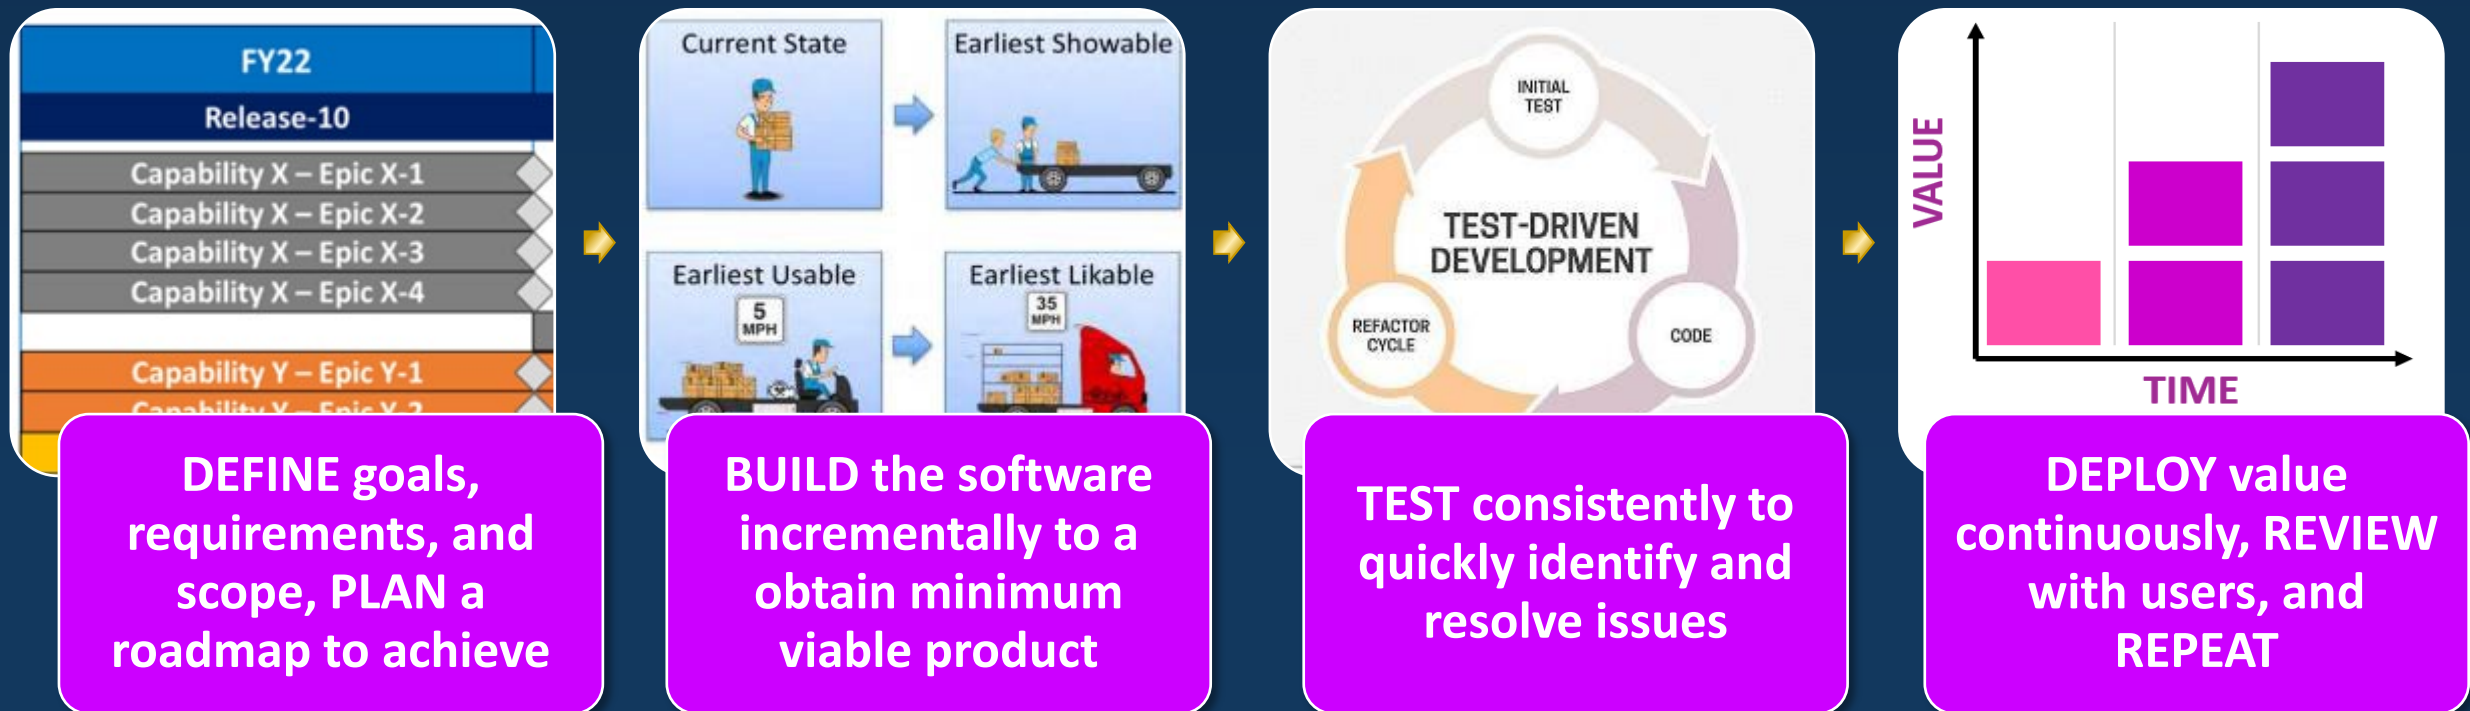 FY22
Release-10
Capability X – Epic X-1
Capability X – Epic X-2
Capability X – Epic X-3
Capability X – Epic X-4
Capability Y – Epic Y-1
DEFINE goals,
requirements, and
scope, PLAN a
roadmap to achieve
Current State
Earliest Showable
Earliest Usable
5
MPH
Earliest Likable
35
MPH
BUILD the software
incrementally to a
obtain minimum
viable product
INITIAL
TEST
TEST-DRIVEN
DEVELOPMENT
REFACTOR
CYCLE
CODE
TEST consistently to
quickly identify and
resolve issues
VALUE
TIME
DEPLOY value
continuously, REVIEW
with users, and
REPEAT